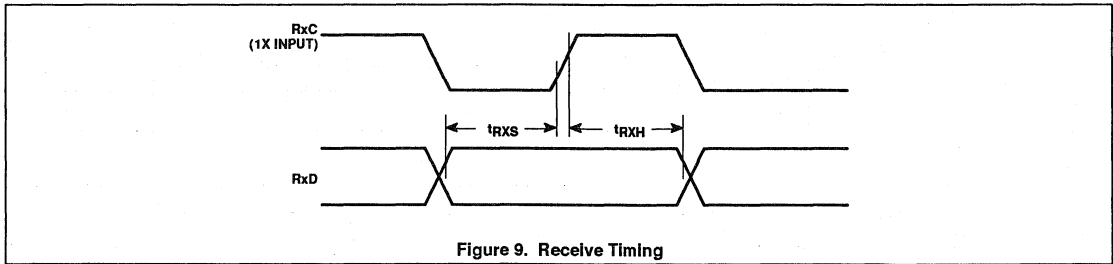 RxC
(1X INPUT)
tRXS
tRXH
RxD
Figure 9. Receive Timing